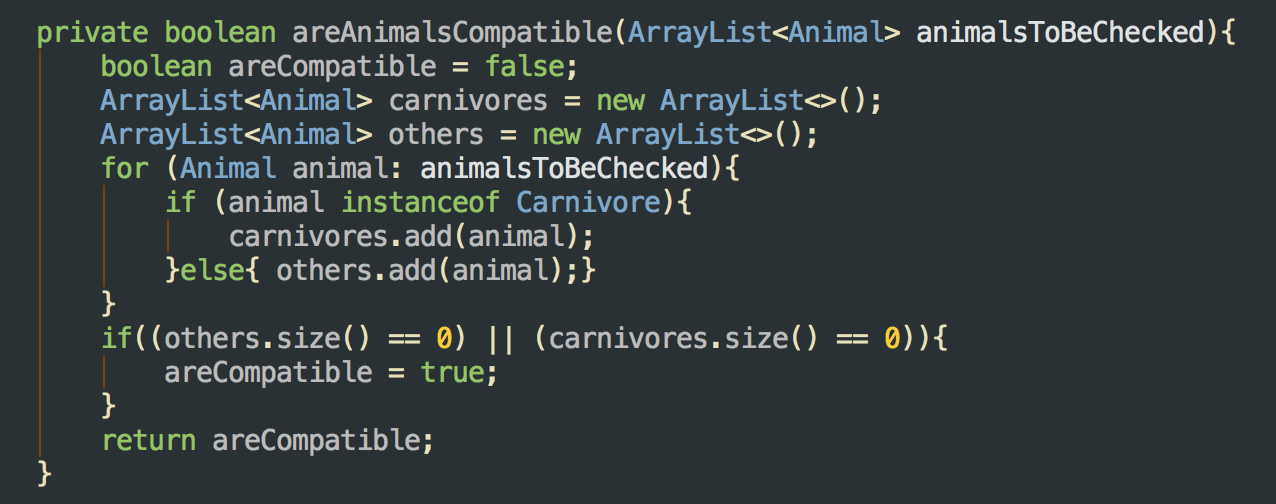 private boolean areAnimalsCompatible(ArrayList<Animal> animalsToBeChecked){
    boolean areCompatible = false;
    ArrayList<Animal> carnivores = new ArrayList<>();
    ArrayList<Animal> others = new ArrayList<>();
    for (Animal animal: animalsToBeChecked){
        if (animal instanceof Carnivore){
            carnivores.add(animal);
        }else{ others.add(animal);}
    }
    if((others.size() == 0) || (carnivores.size() == 0)){
        areCompatible = true;
    }
    return areCompatible;
}